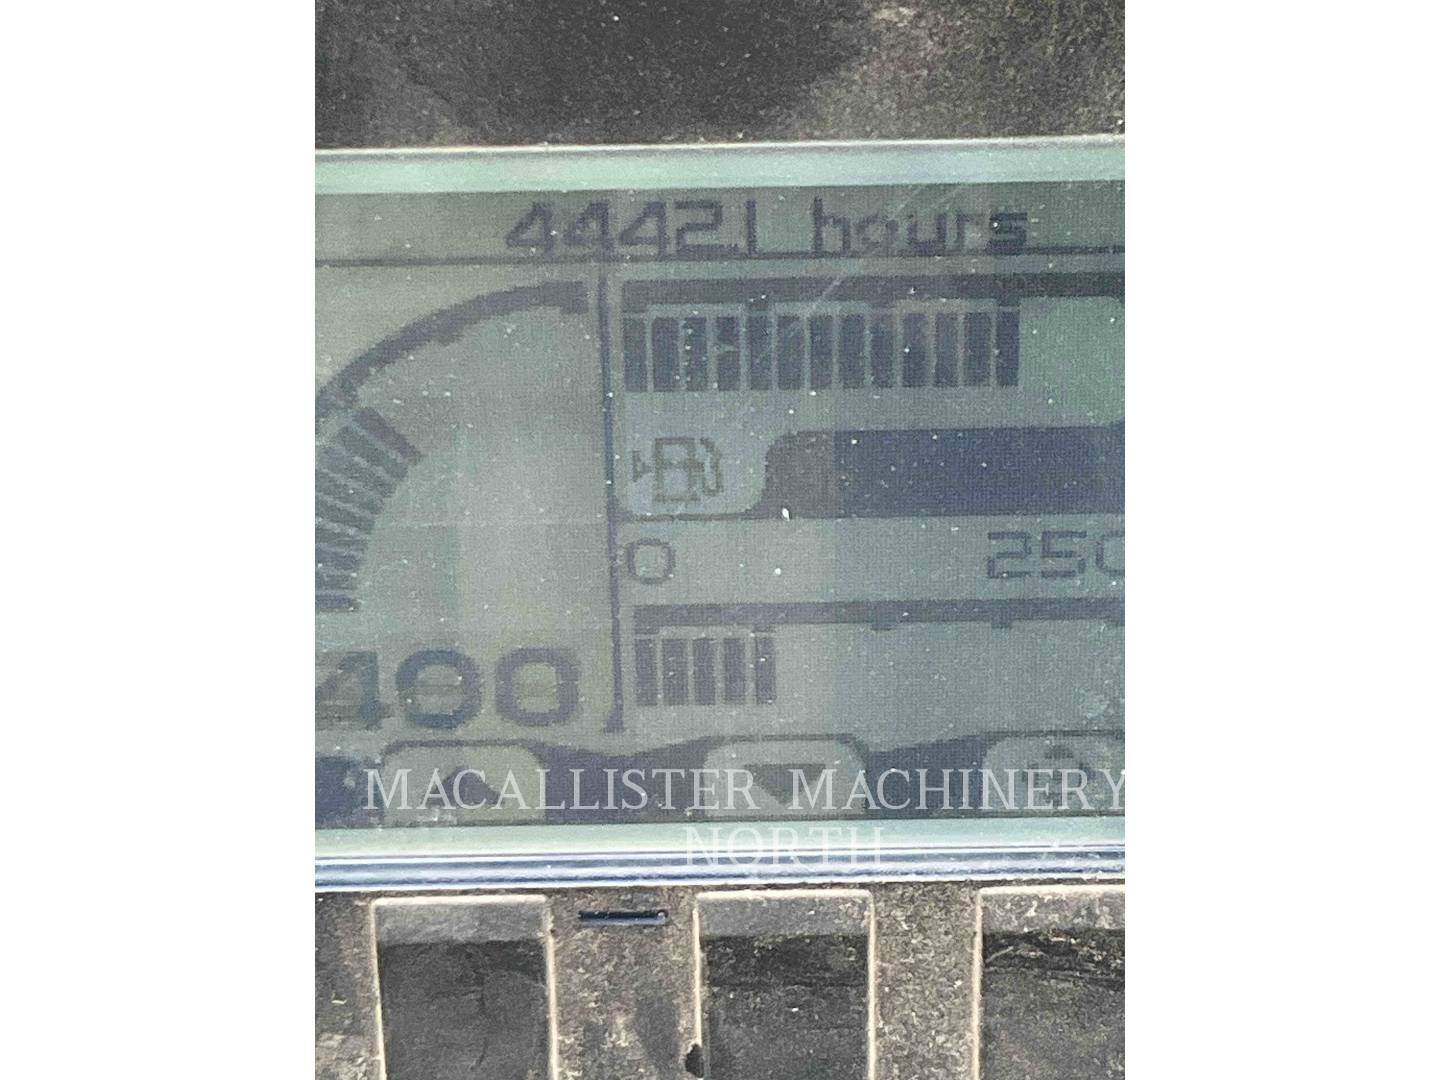 4442.1 hours
0 250
400
MACALLISTER MACHINERY
NORTH